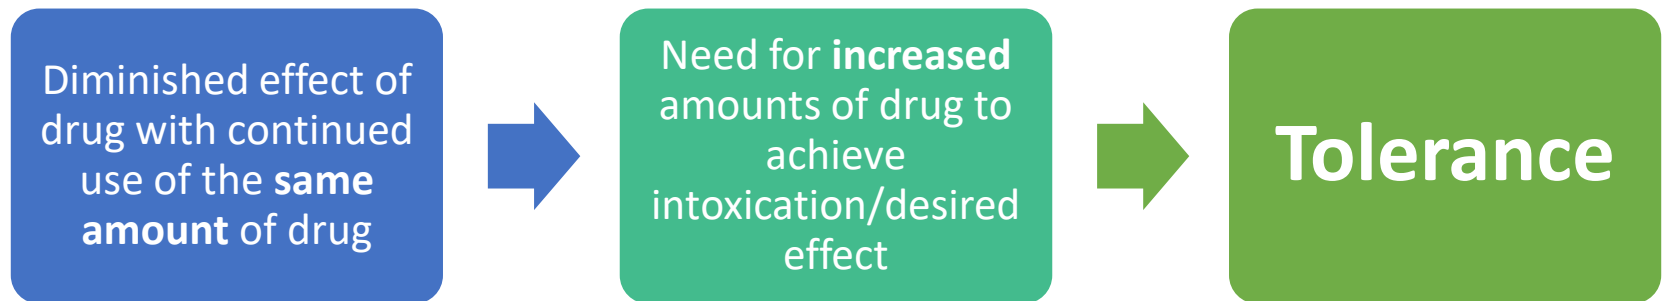 Diminished effect of
drug with continued
use of the same
amount of drug
Need for increased
amounts of drug to
achieve
intoxication/desired
effect
Tolerance